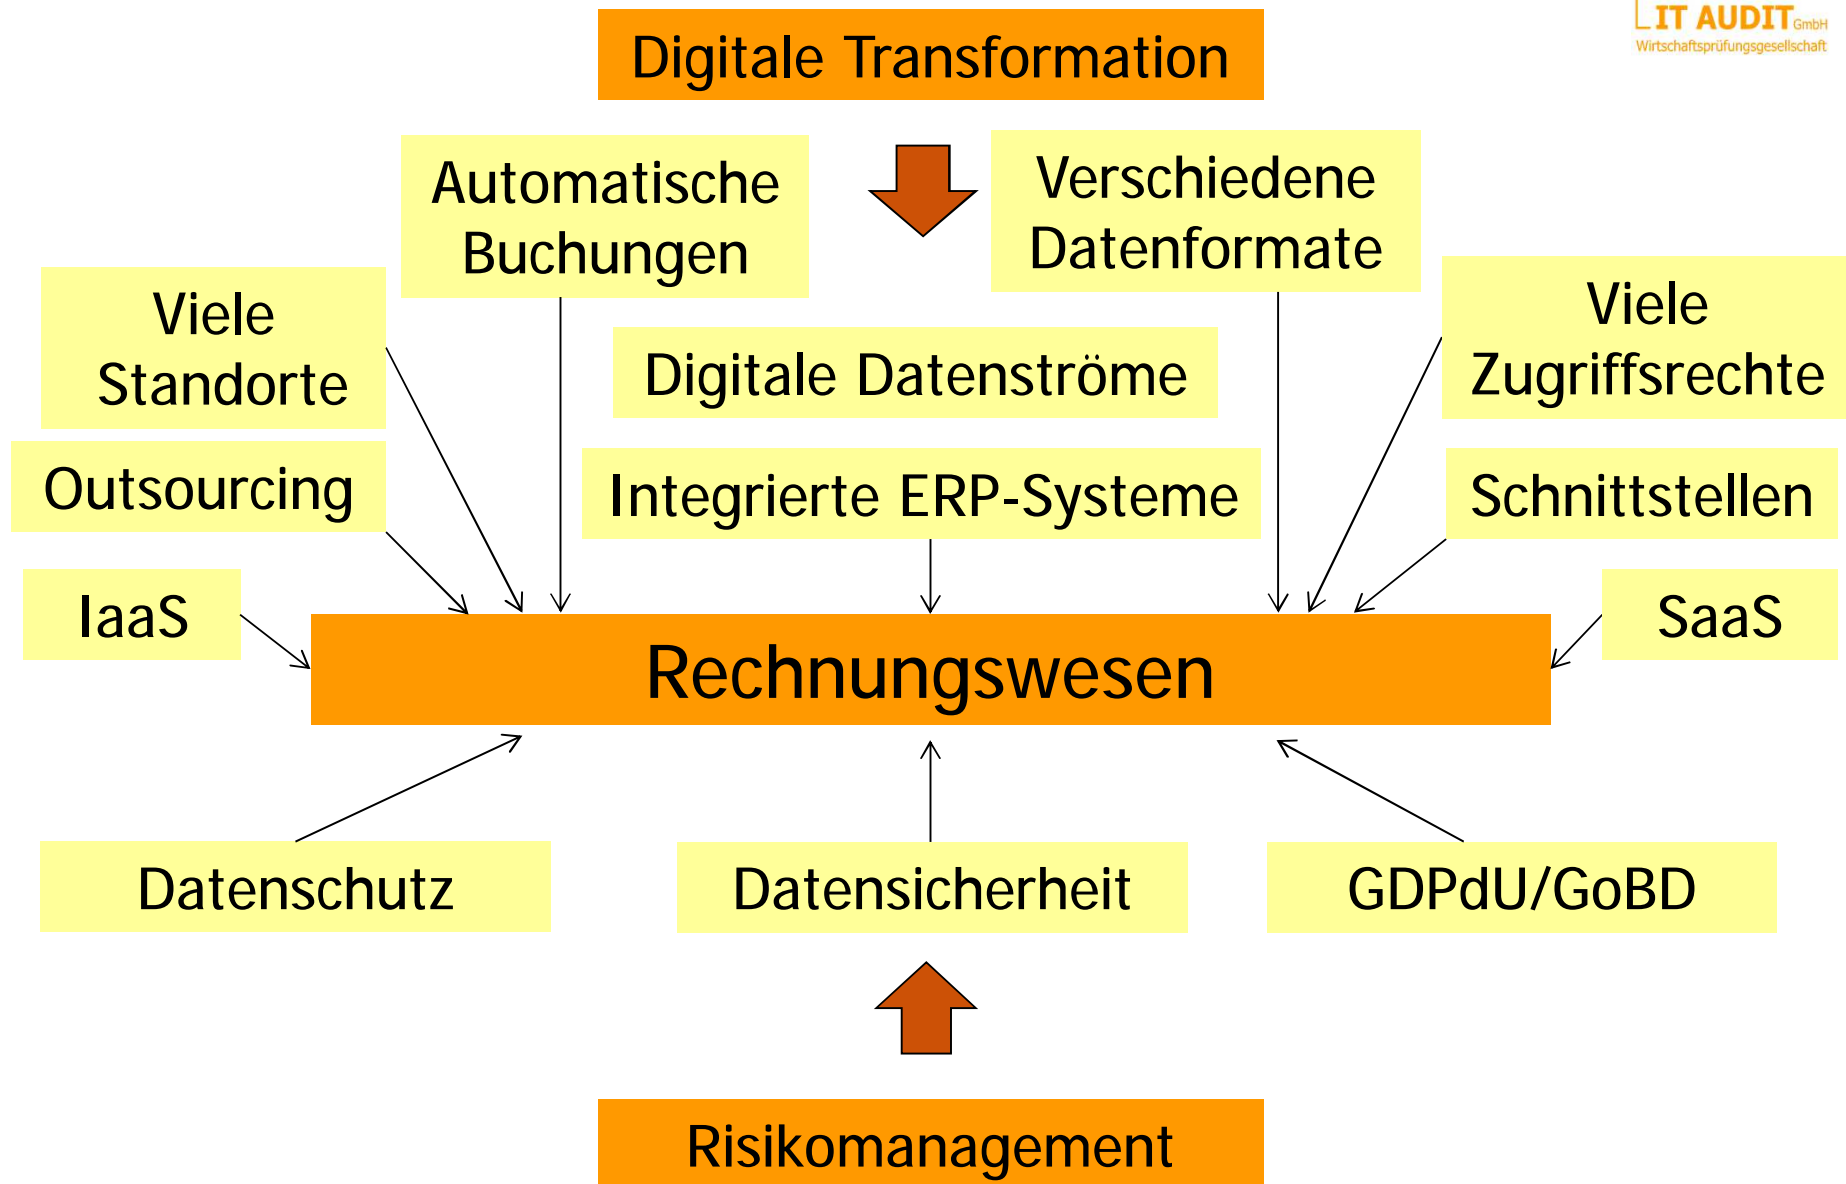 IT AUDIT GmbH
Wirtschaftsprüfungsgesellschaft
Digitale Transformation
Automatische
Buchungen
Verschiedene
Datenformate
Viele
Standorte
Digitale Datenströme
Viele
Zugriffsrechte
Outsourcing
Integrierte ERP-Systeme
Schnittstellen
IaaS
SaaS
Rechnungswesen
Datenschutz
Datensicherheit
GDPdU/GoBD
Risikomanagement